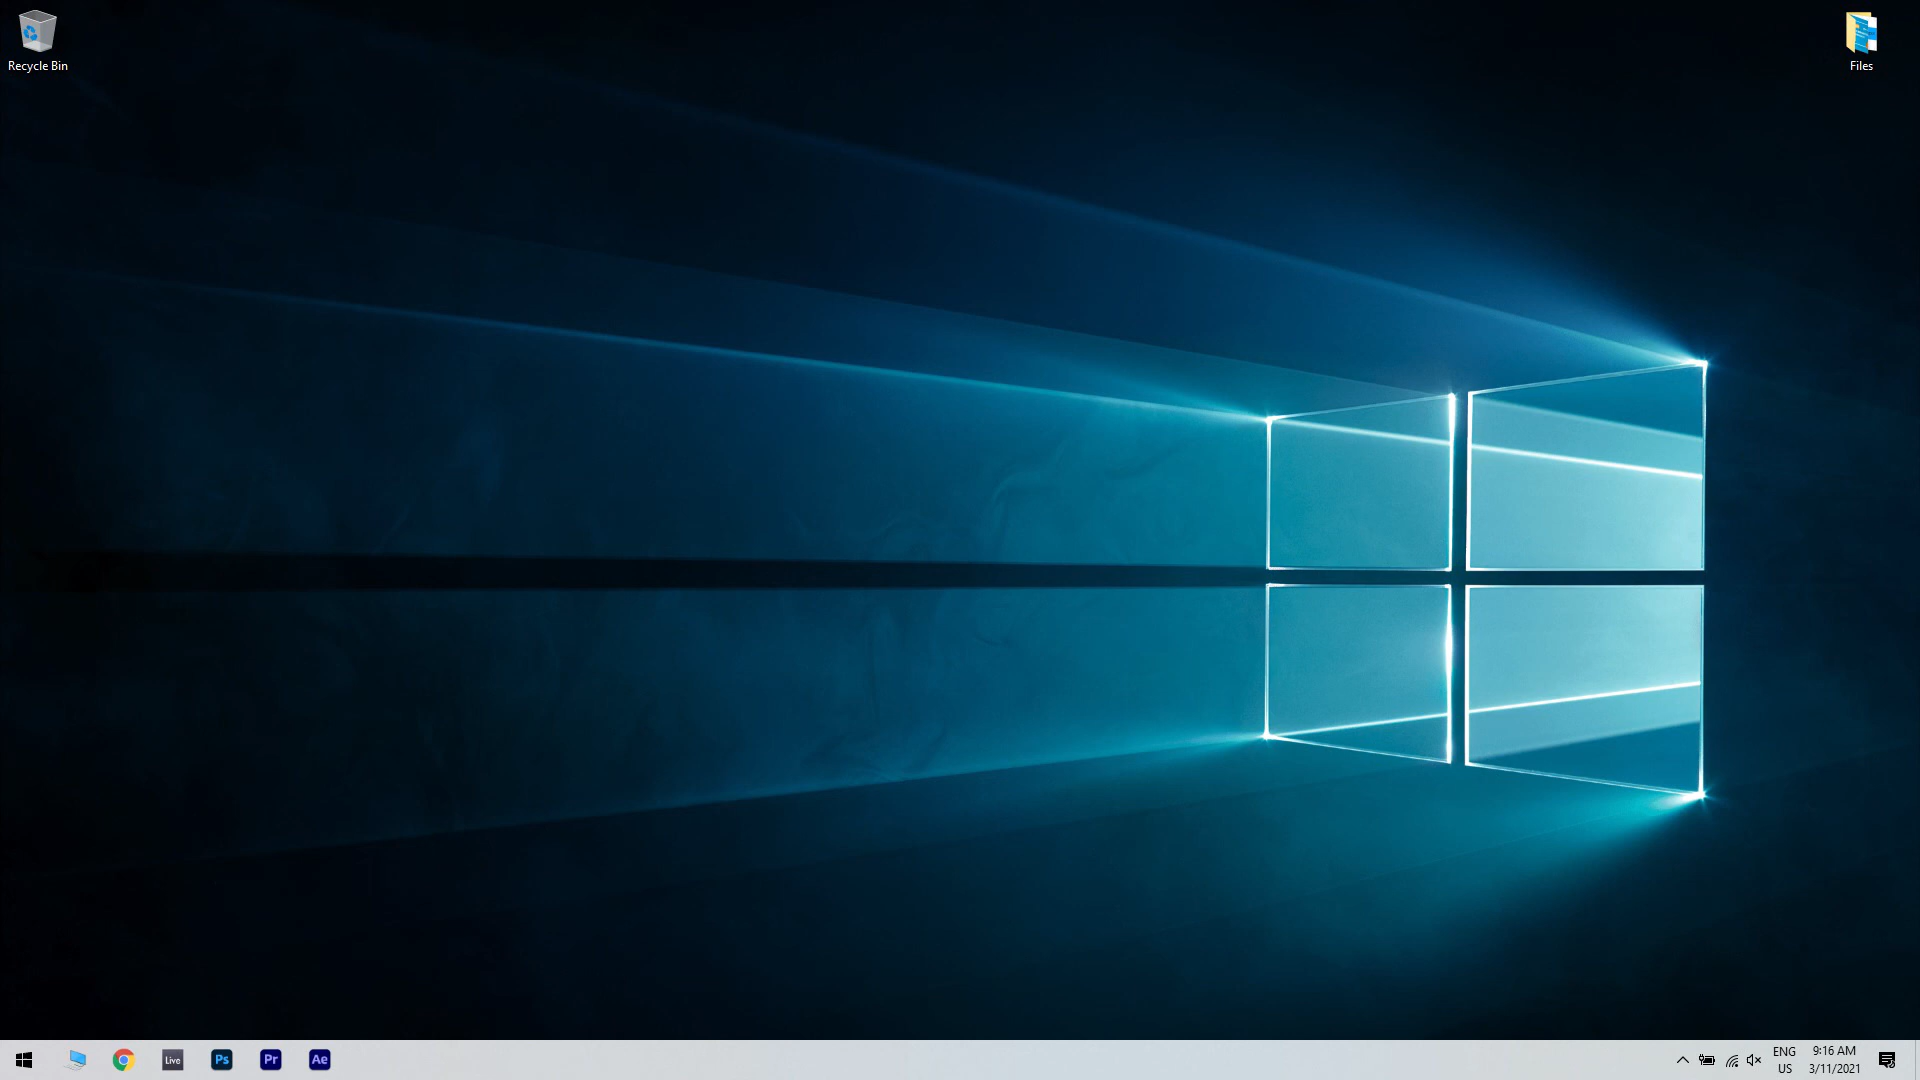 Recycle Bin
Files
Live
Ps
Pr
Ae
ENG
US
9:16 AM
3/11/2021